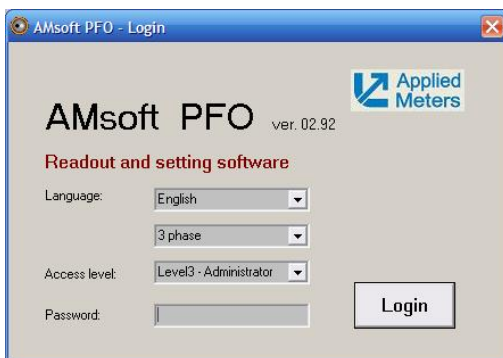 AMsoft PFO - Login
Applied
Meters
AMsoft PFO ver. 02.92
Readout and setting software
Language: English
3 phase
Access level: Level3 - Administrator
Password:
Login